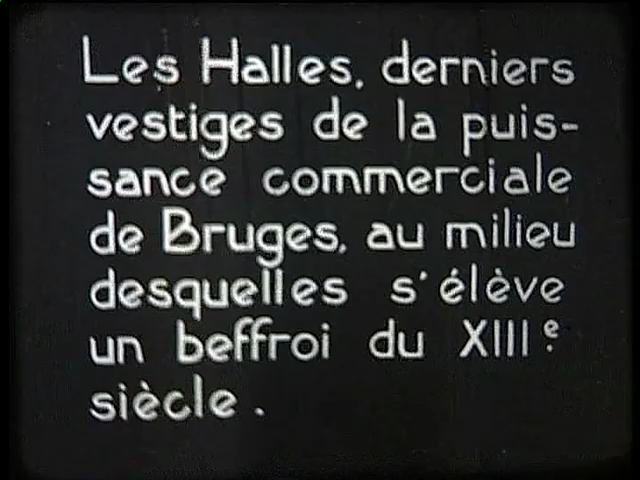 Les Halles, derniers
vestiges de la puis-
sance commerciale
de Bruges, au milieu
desquelles s'élève
un beffroi du XIIIe
siècle.